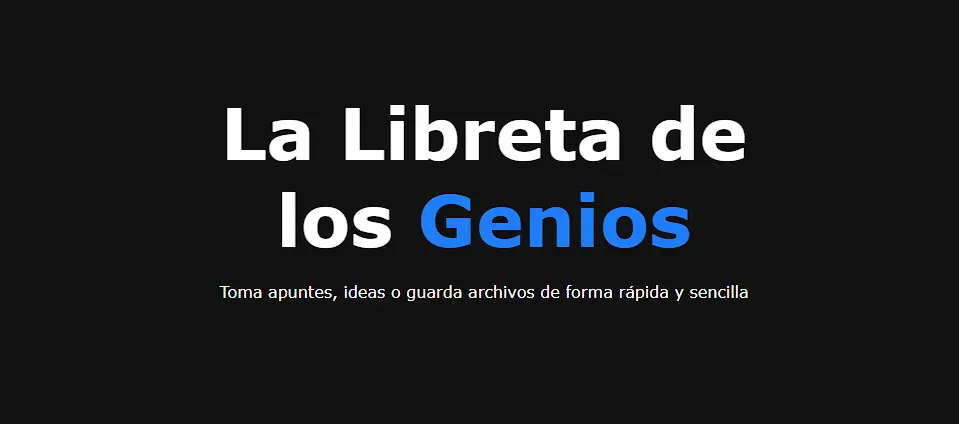 La Libreta de
los Genios
Toma apuntes, ideas o guarda archivos de forma rápida y sencilla